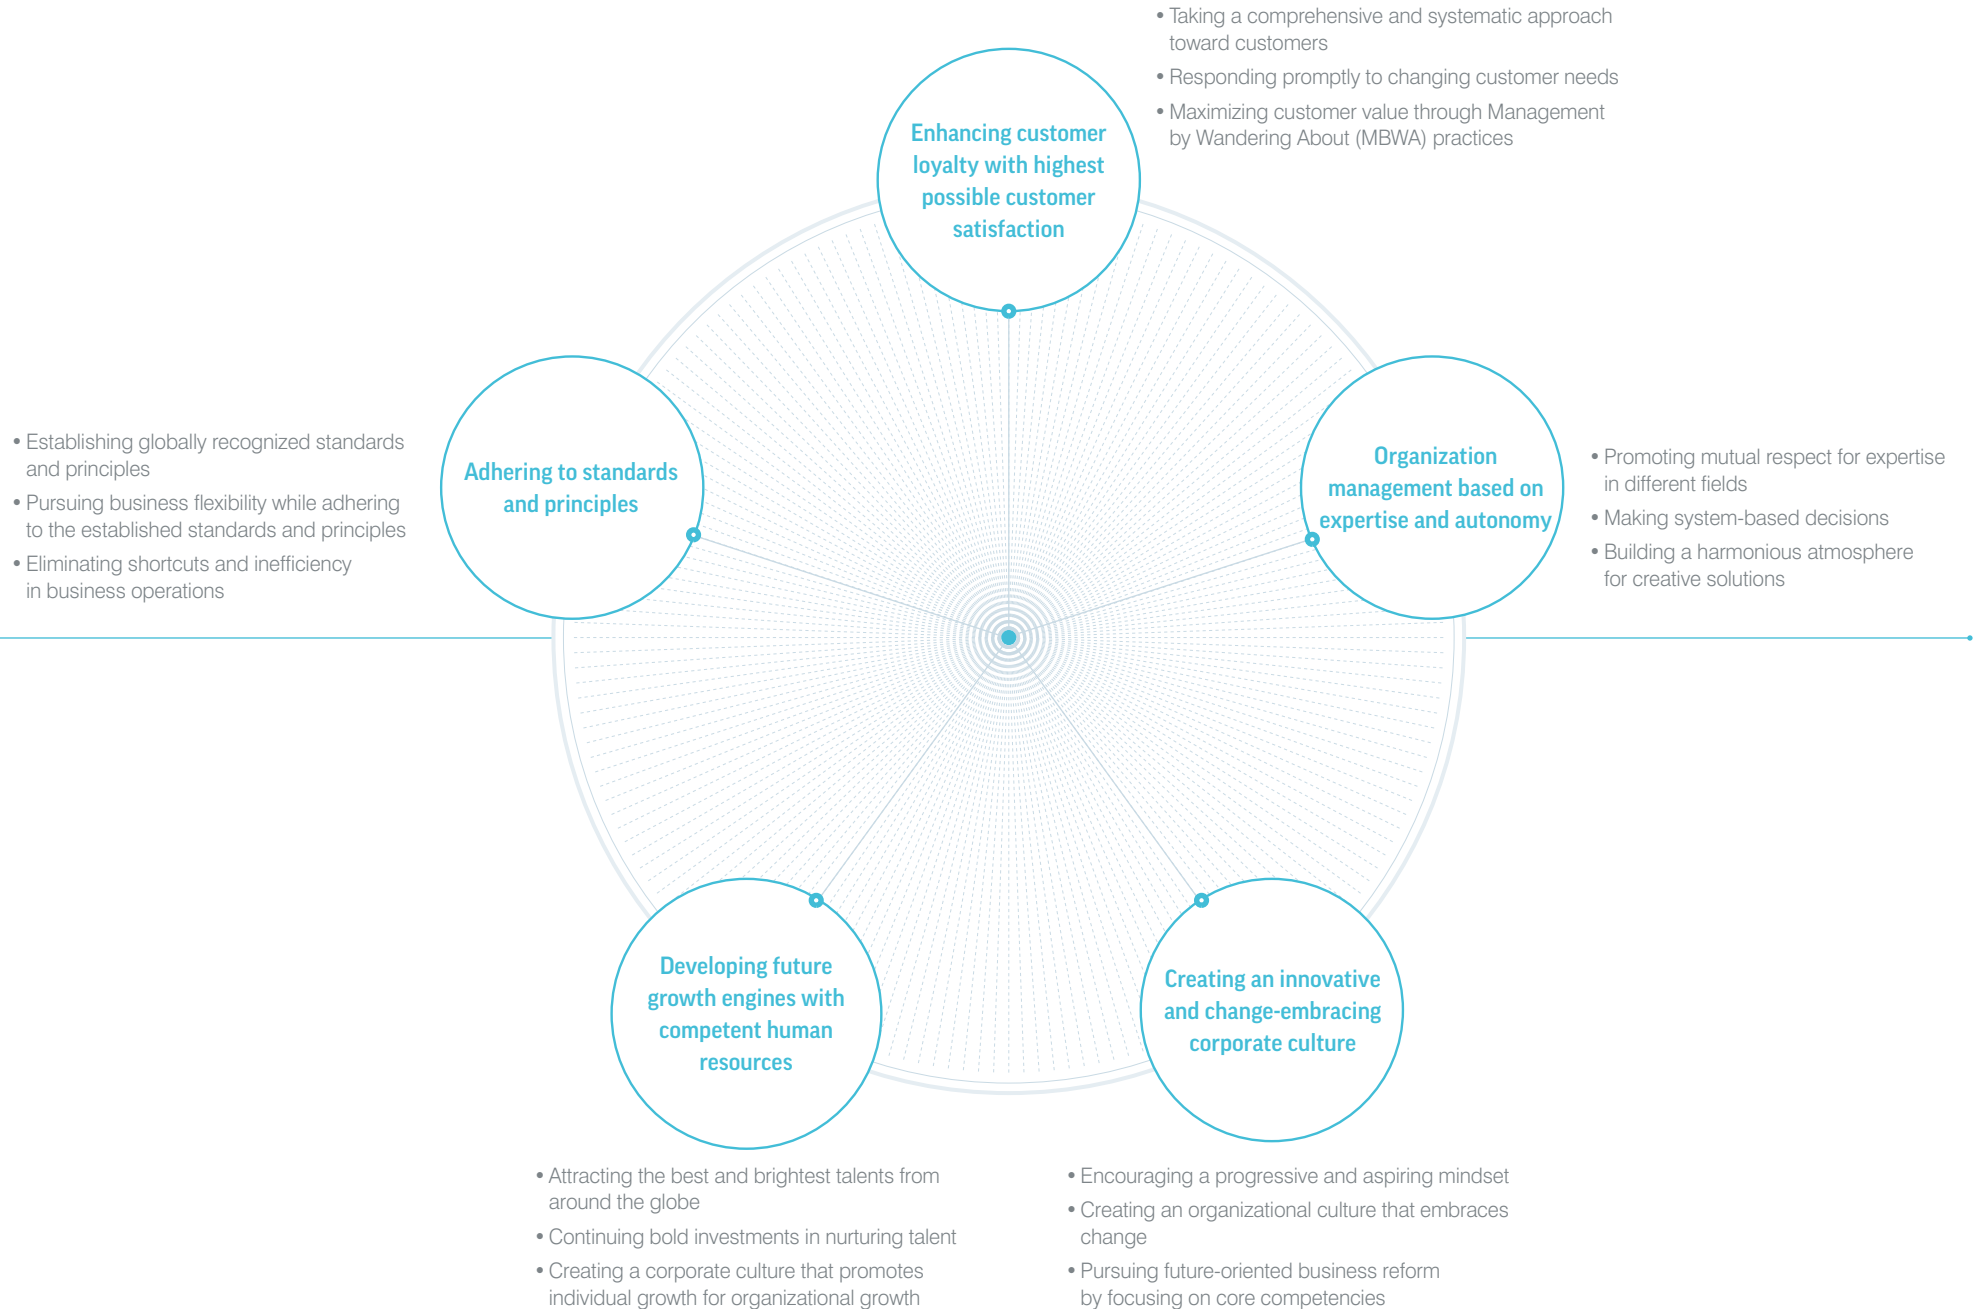 • Taking a comprehensive and systematic approach
toward customers
• Responding promptly to changing customer needs
• Maximizing customer value through Management
by Wandering About (MBWA) practices
Enhancing customer
loyalty with highest
possible customer
satisfaction
• Establishing globally recognized standards
and principles
• Pursuing business flexibility while adhering
to the established standards and principles
• Eliminating shortcuts and inefficiency
in business operations
Adhering to standards
and principles
Organization
management based on
expertise and autonomy
• Promoting mutual respect for expertise
in different fields
• Making system-based decisions
• Building a harmonious atmosphere
for creative solutions
Developing future
growth engines with
competent human
resources
• Attracting the best and brightest talents from
around the globe
• Continuing bold investments in nurturing talent
• Creating a corporate culture that promotes
individual growth for organizational growth
Creating an innovative
and change-embracing
corporate culture
• Encouraging a progressive and aspiring mindset
• Creating an organizational culture that embraces
change
• Pursuing future-oriented business reform
by focusing on core competencies